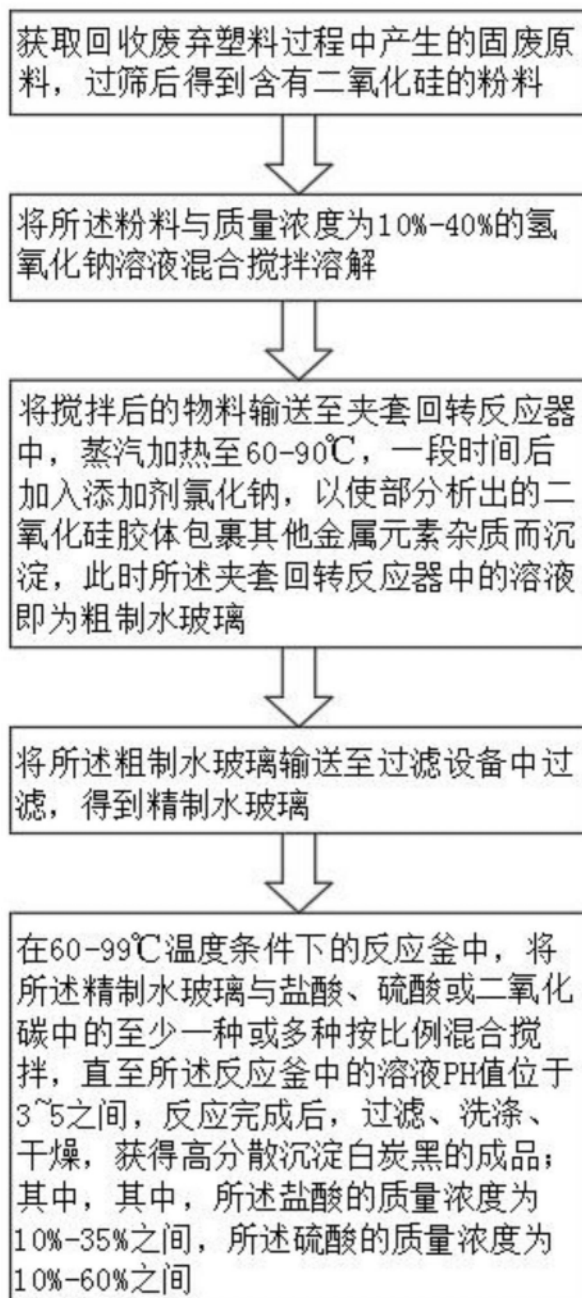 获取回收废弃塑料过程中产生的固废原
料，过筛后得到含有二氧化硅的粉料
将所述粉料与质量浓度为10%-40%的氢
氧化钠溶液混合搅拌溶解
将搅拌后的物料输送至夹套回转反应器
中，蒸汽加热至60-90℃，一段时间后
加入添加剂氯化钠，以使部分析出的二
氧化硅胶体包裹其他金属元素杂质而沉
淀，此时所述夹套回转反应器中的溶液
即为粗制水玻璃
将所述粗制水玻璃输送至过滤设备中过
滤，得到精制水玻璃
在60-99℃温度条件下的反应釜中，将
所述精制水玻璃与盐酸、硫酸或二氧化
碳中的至少一种或多种按比例混合搅
拌，直至所述反应釜中的溶液PH值位于
3~5之间，反应完成后，过滤、洗涤、
干燥，获得高分散沉淀白炭黑的成品；
其中，其中，所述盐酸的质量浓度为
10%-35%之间，所述硫酸的质量浓度为
10%-60%之间